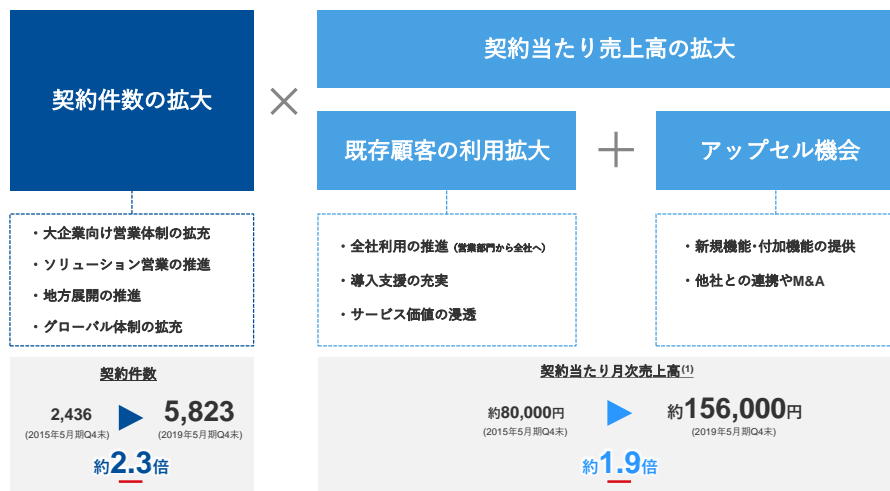 契約件数の拡大
×
契約当たり売上高の拡大
既存顧客の利用拡大
＋
アップセル機会
・大企業向け営業体制の拡充
・ソリューション営業の推進
・地方展開の推進
・グローバル体制の拡充
・全社利用の推進（営業部門から全社へ）
・導入支援の充実
・サービス価値の浸透
・新規機能・付加機能の提供
・他社との連携やM&A
契約件数
2,436
(2015年5月期Q4末)
5,823
(2019年5月期Q4末)
約2.3倍
契約当たり月次売上高(1)
約80,000円
(2015年5月期Q4末)
約156,000円
(2019年5月期Q4末)
約1.9倍